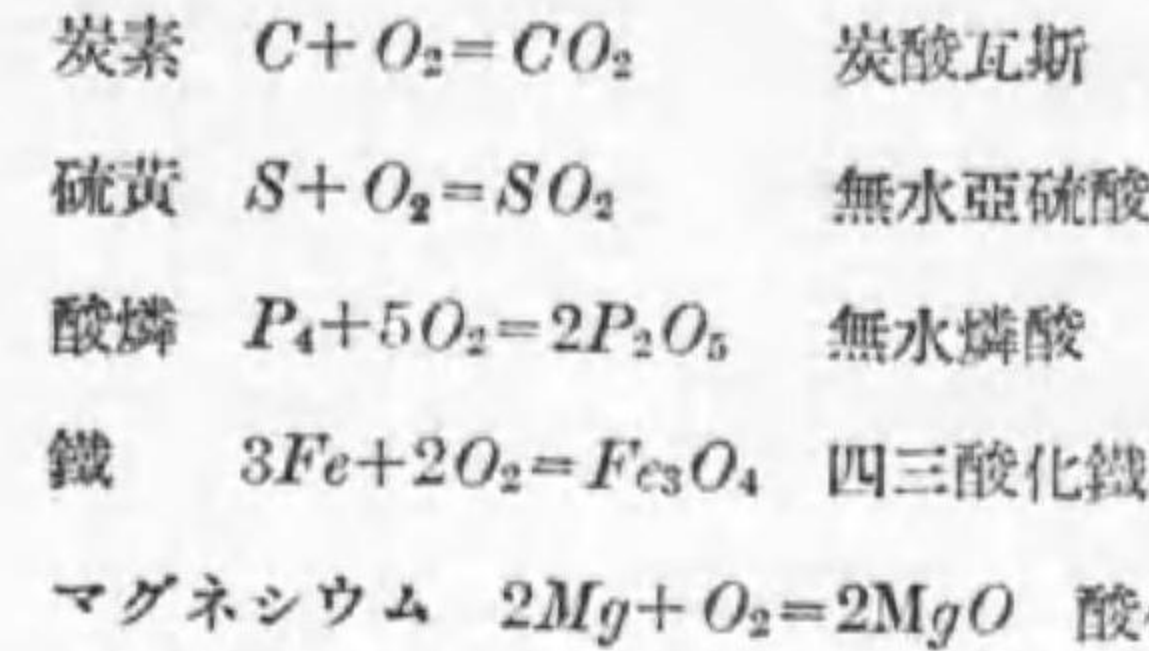 炭素 C+O₂=CO₂ 炭酸瓦斯
硫黄 S+O₂=SO₂ 無水亞硫酸
酸燐 P₄+5O₂=2P₂O₅ 無水燐酸
鐵 3Fe+2O₂=Fe₃O₄ 四三酸化鐵
マグネシウム 2Mg+O₂=2MgO 酸